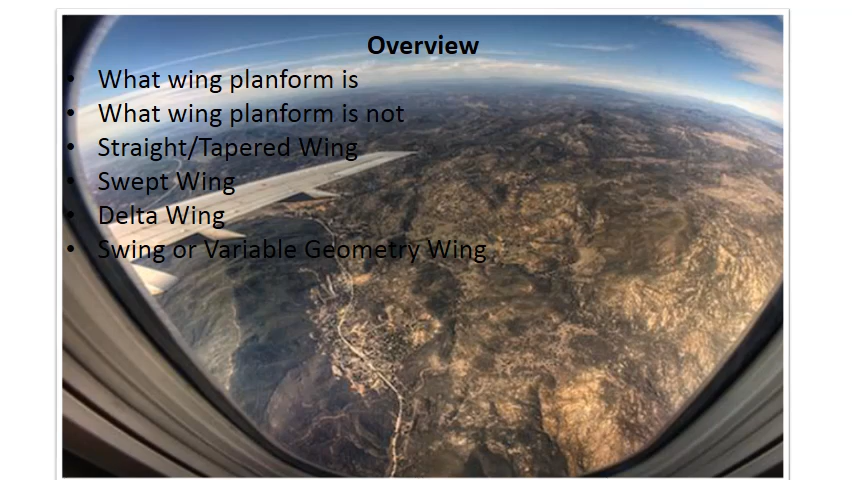 Overview
• What wing planform is
• What wing planform is not
• Straight/Tapered Wing
• Swept Wing
• Delta Wing
• Swing or Variable Geometry Wing